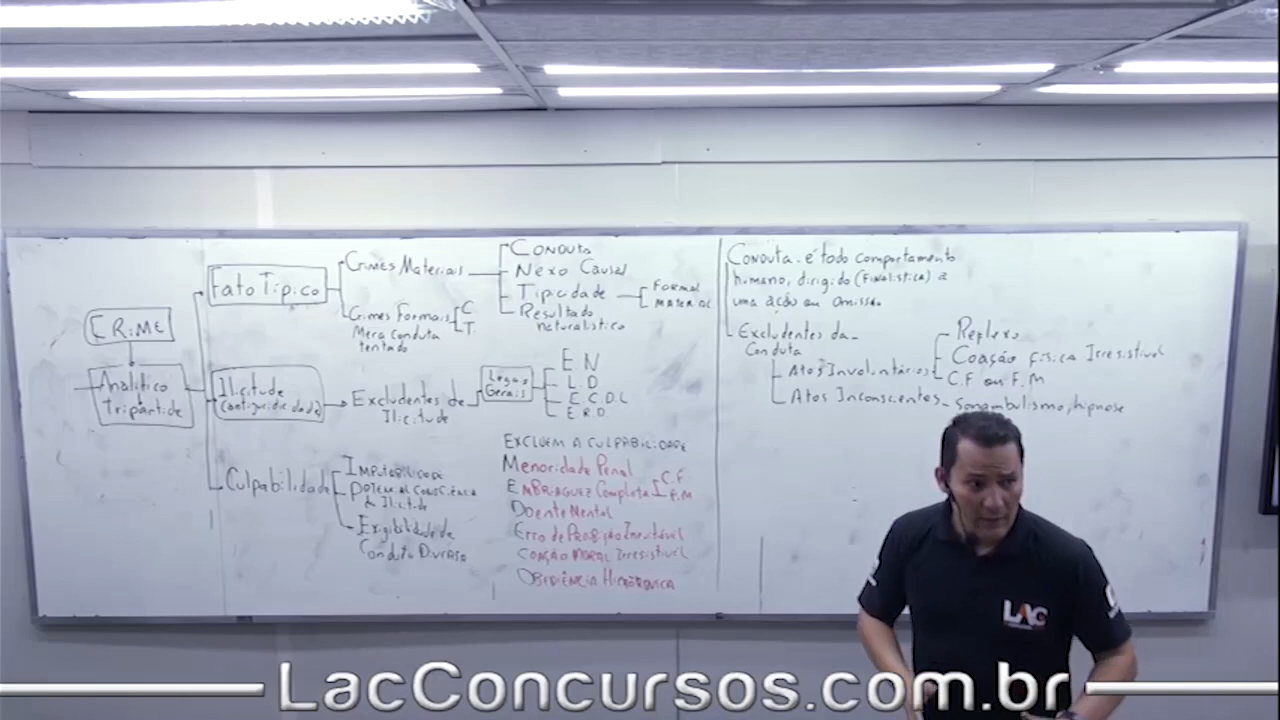 CRIME
Analítico
Tripartide
Fato Típico
Crimes Materiais
Conduta
Nexo Causal
Tipicidade
FORMAL
MATERIAL
Resultado
naturalístico
Crimes Formais
Mera conduta
tentado
C.
T.
Ilicitude
(antijuridicidade)
Excludentes de
Ilicitude
Legas
Gerais
E N
L.D
E.C.D.L
E.R.D
Culpabilidade
IMPUTABILIDADE
POTENCIAL CONSCIÊNCIA
da Ilicitude
Exigibilidade de
Conduta Diversa
EXCLUEM A CULPABILIDADE
Menoridade Penal
EMBRIAGUEZ Completa
C.F
F.M
Doente Mental
Erro de Proibição Inevitável
COAÇÃO MORAL Irresistível
OBEDIÊNCIA HIERÁRQUICA
Conduta - é todo comportamento
humano, dirigido (FINALISTICA) a
uma ação ou omissão
Excludentes da
Conduta
Atos Involuntários
Reflexo
Coação física Irresistível
C.F ou F.M
Atos Inconscientes - Sonambulismo, hipnose
LAC
LacConcursos.com.br